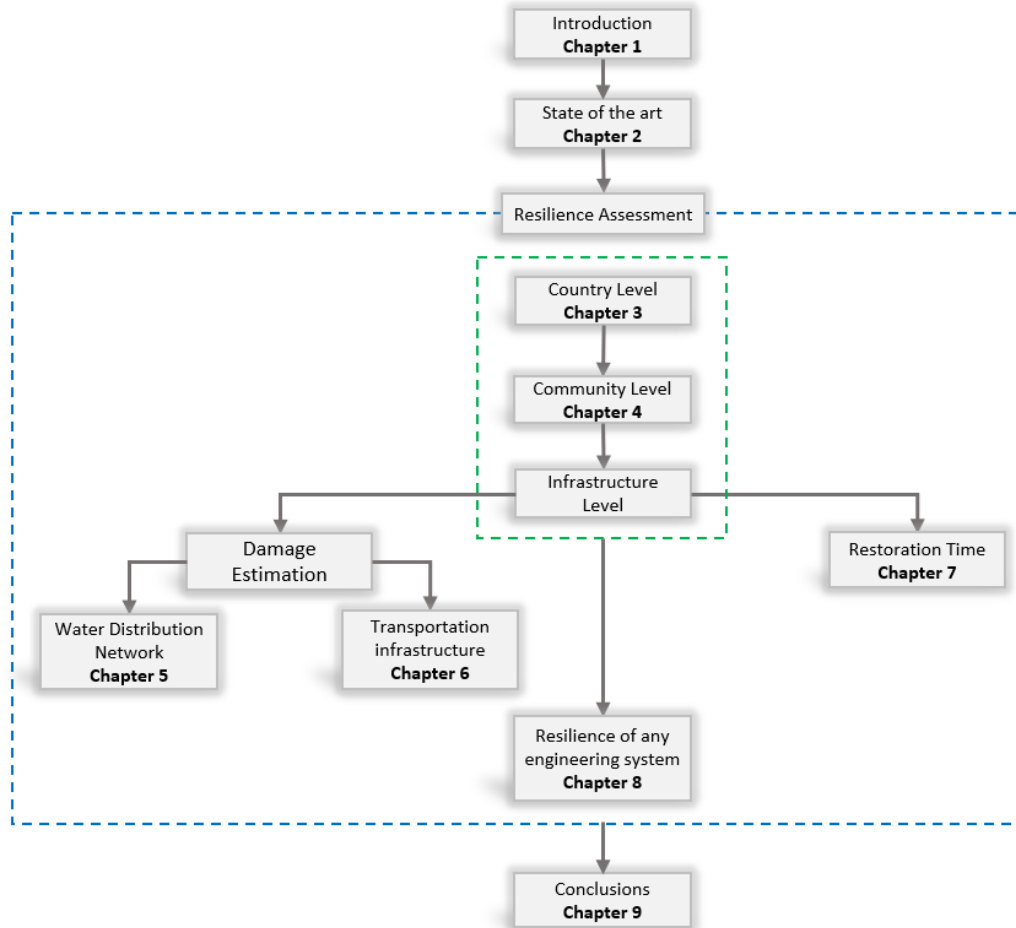 Introduction
Chapter 1
State of the art
Chapter 2
Resilience Assessment
Country Level
Chapter 3
Community Level
Chapter 4
Infrastructure
Level
Damage
Estimation
Restoration Time
Chapter 7
Water Distribution
Network
Chapter 5
Transportation
infrastructure
Chapter 6
Resilience of any
engineering system
Chapter 8
Conclusions
Chapter 9